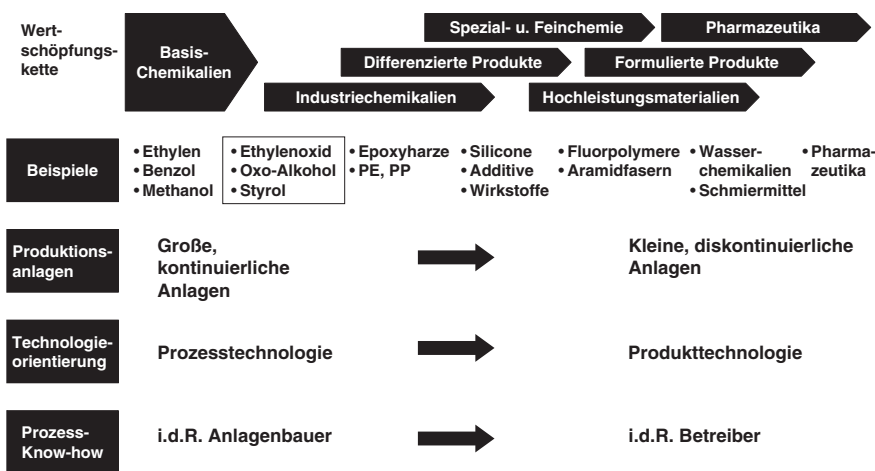 Wert-
schöpfungs-
kette
Basis-
Chemikalien
Spezial- u. Feinchemie
Pharmazeutika
Differenzierte Produkte
Formulierte Produkte
Industriechemikalien
Hochleistungsmaterialien
Beispiele
• Ethylen
• Benzol
• Methanol
• Ethylenoxid
• Oxo-Alkohol
• Styrol
• Epoxyharze
• PE, PP
• Silicone
• Additive
• Wirkstoffe
• Fluorpolymere
• Aramidfasern
• Wasser-
chemikalien
• Schmiermittel
• Pharma-
zeutika
Produktions-
anlagen
Große,
kontinuierliche
Anlagen
Kleine, diskontinuierliche
Anlagen
Technologie-
orientierung
Prozesstechnologie
Produkttechnologie
Prozess-
Know-how
i.d.R. Anlagenbauer
i.d.R. Betreiber